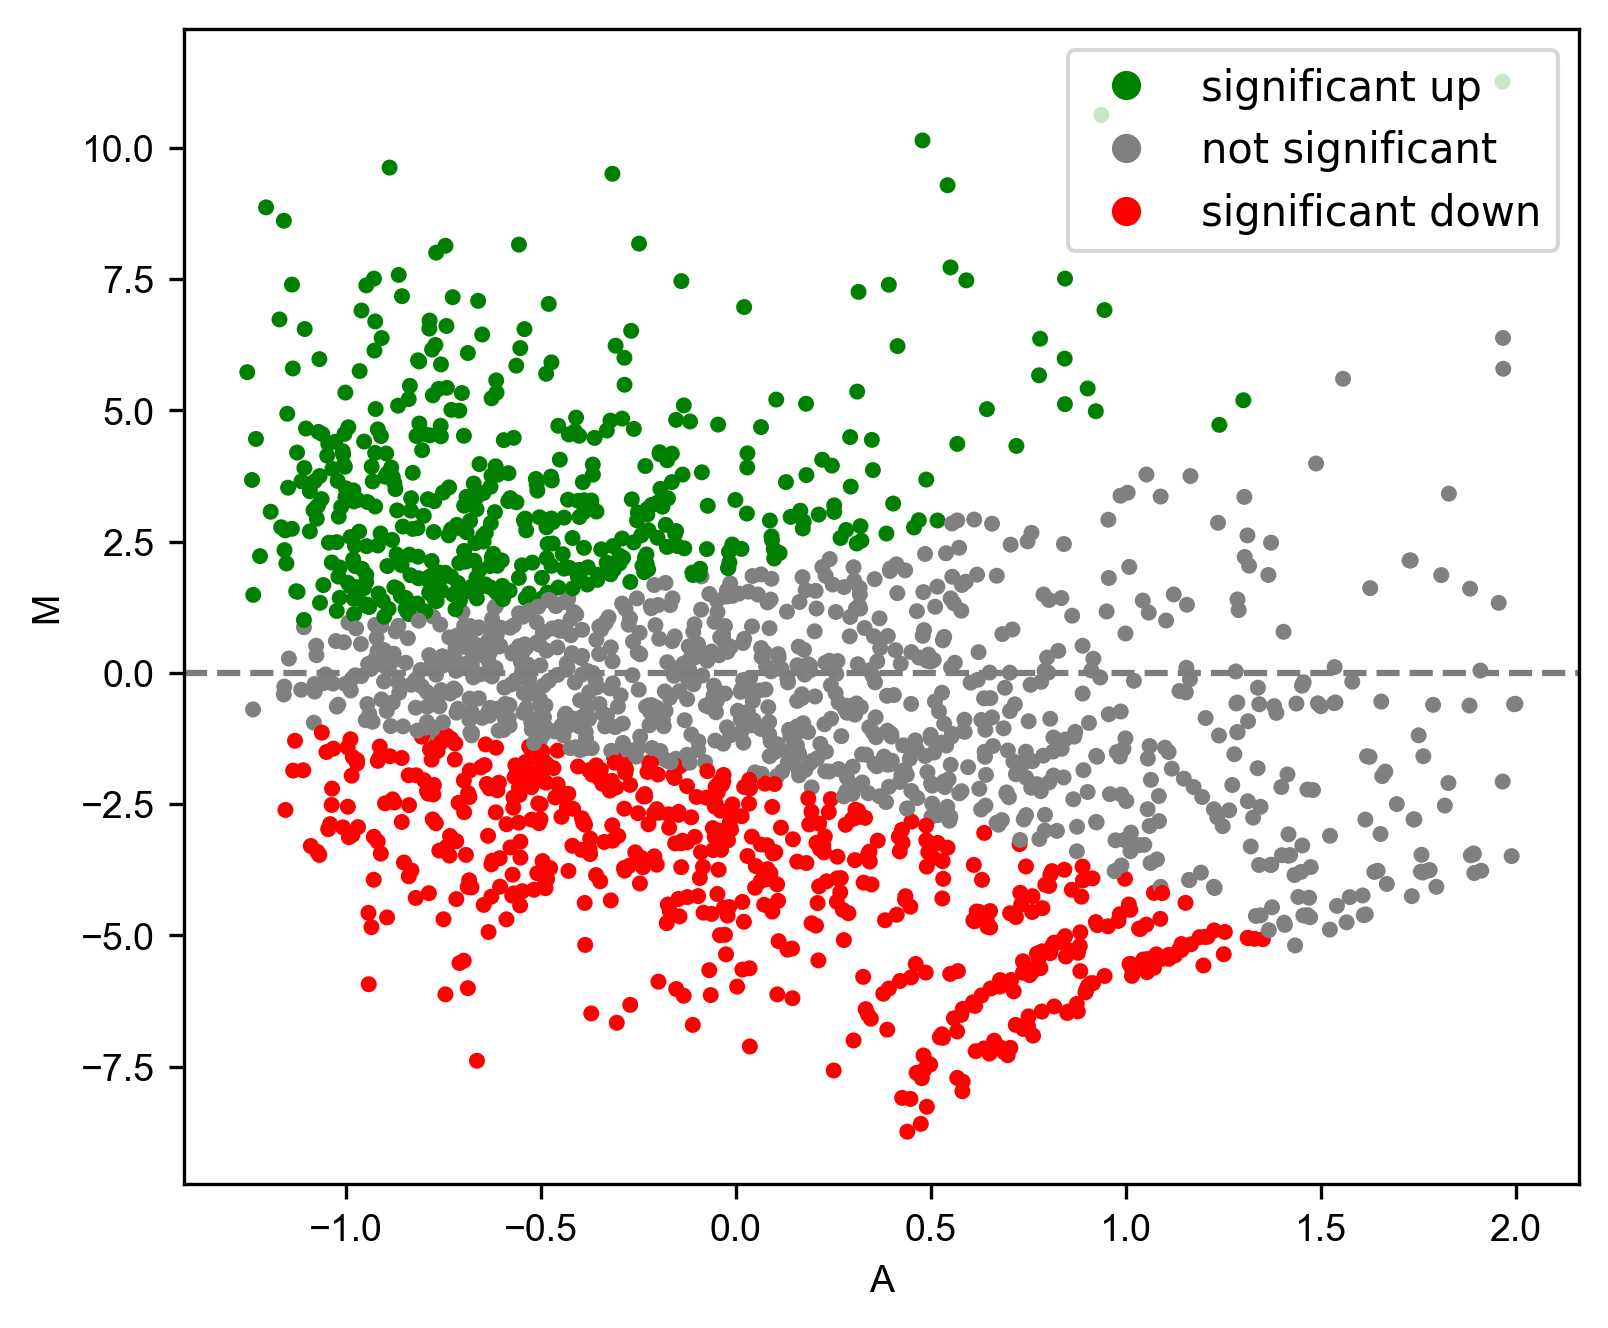 significant up
not significant
significant down
10.0
7.5
5.0
2.5
0.0
−2.5
−5.0
−7.5
M
−1.0 −0.5 0.0 0.5 1.0 1.5 2.0
A